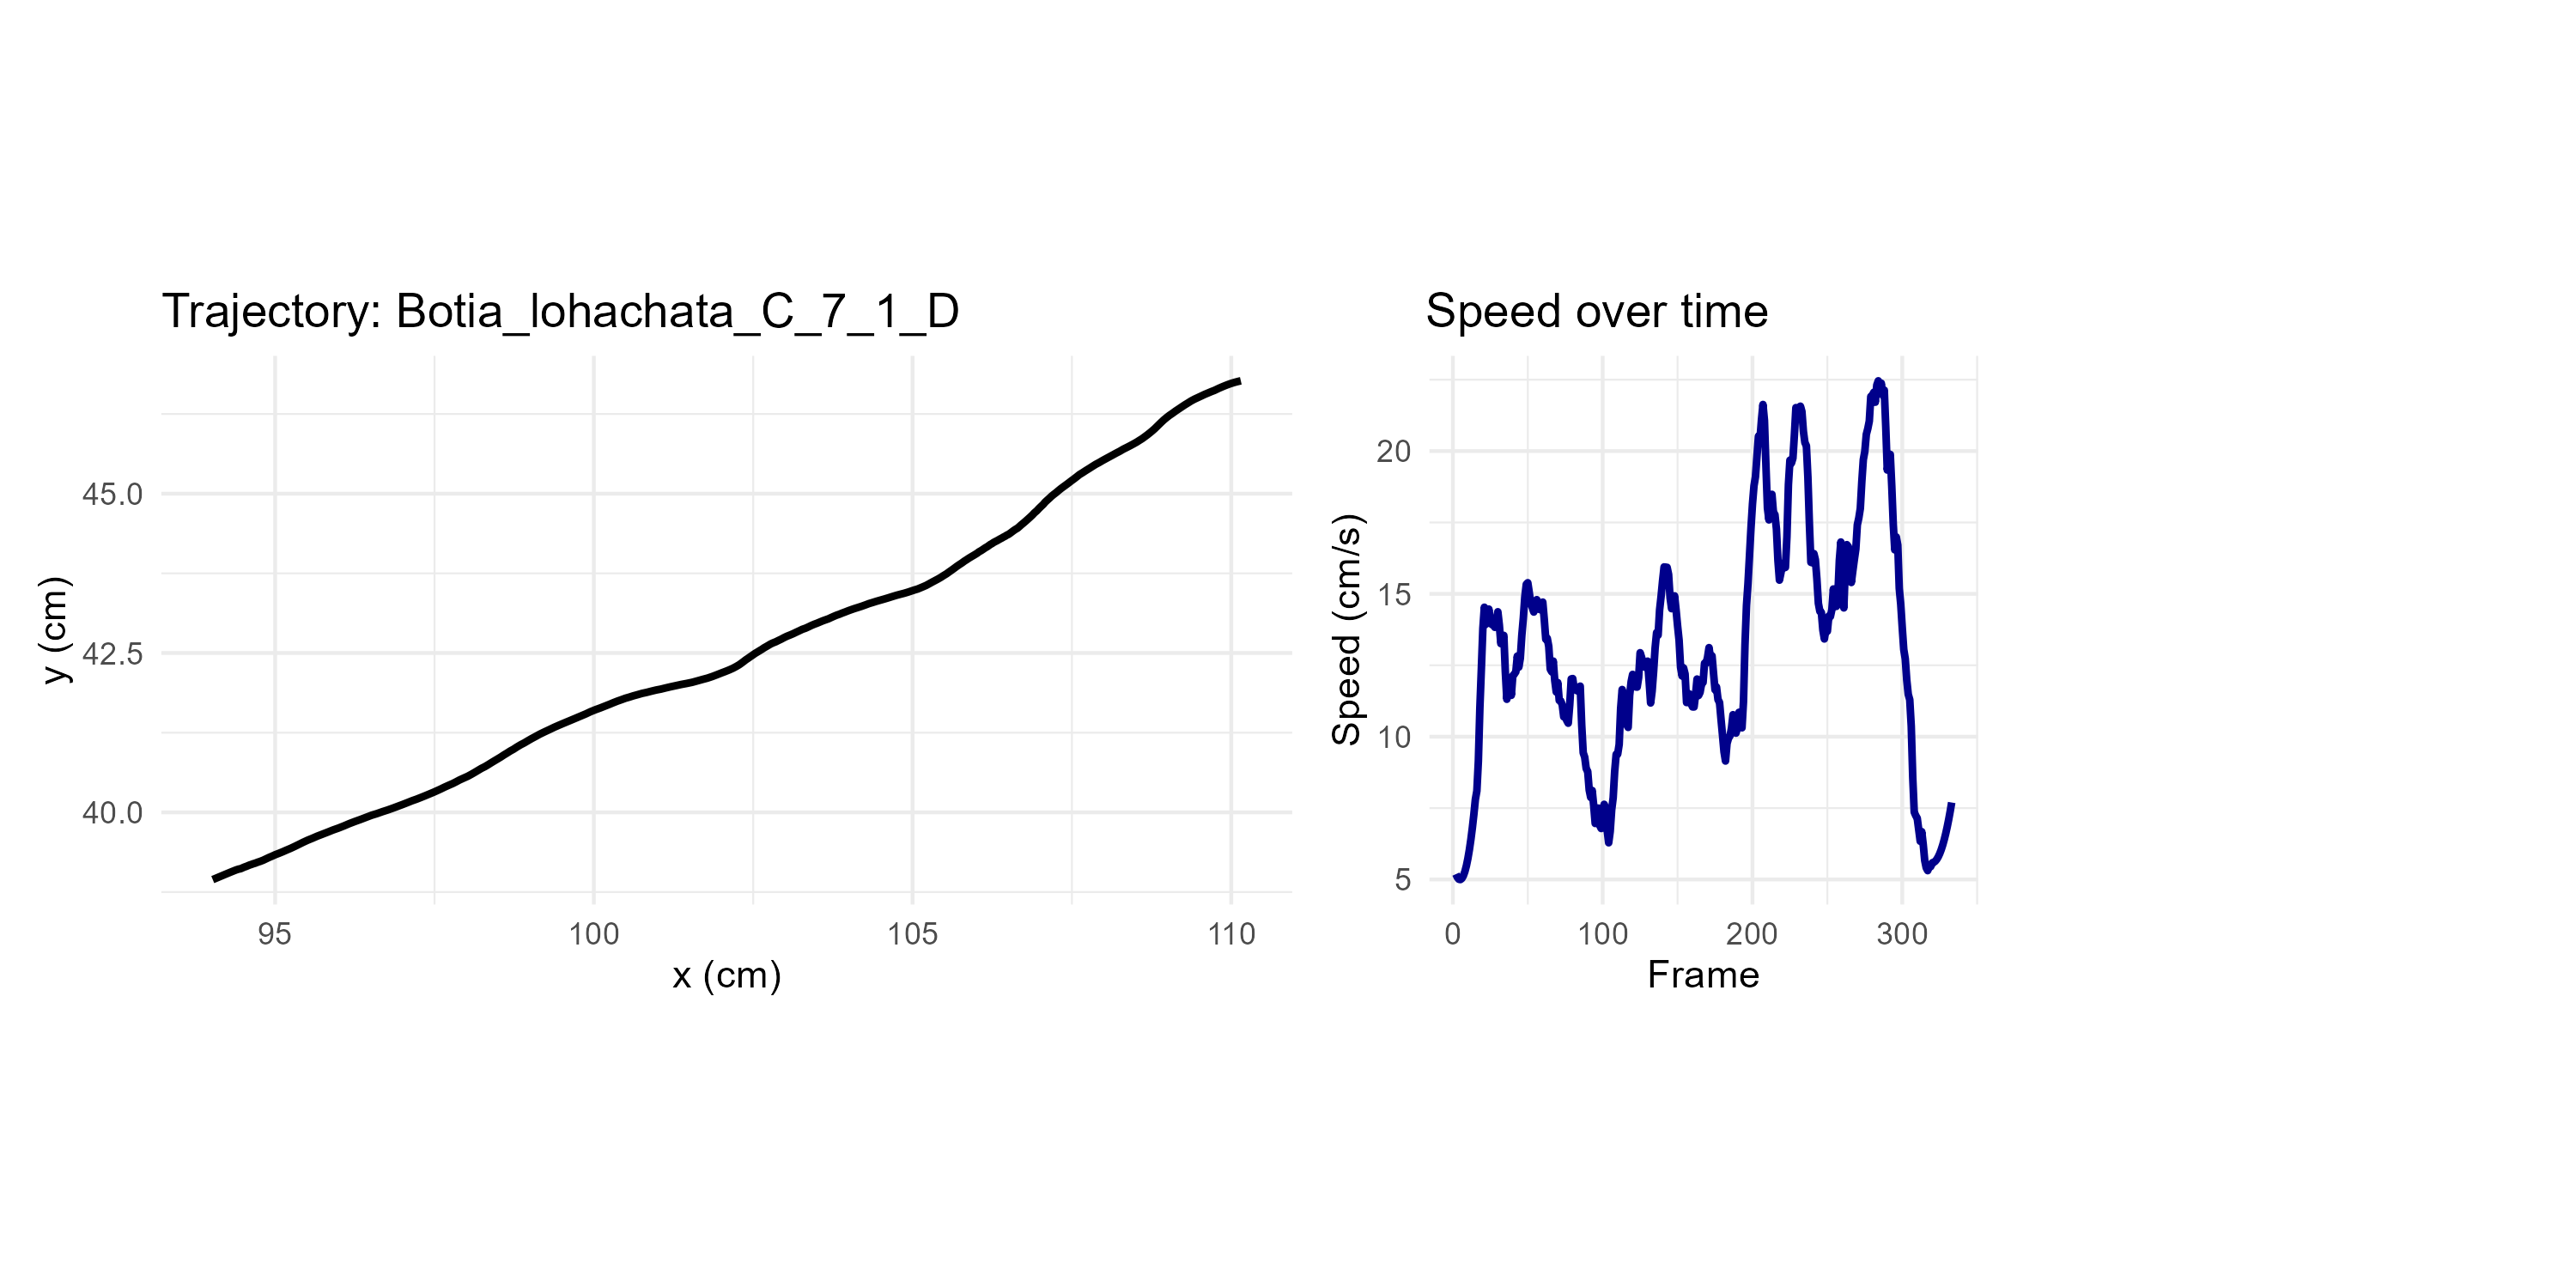 Trajectory: Botia_lohachata_C_7_1_D
45.0
42.5
40.0
y (cm)
95 100 105 110
x (cm)
Speed over time
20
15
10
5
Speed (cm/s)
0 100 200 300
Frame